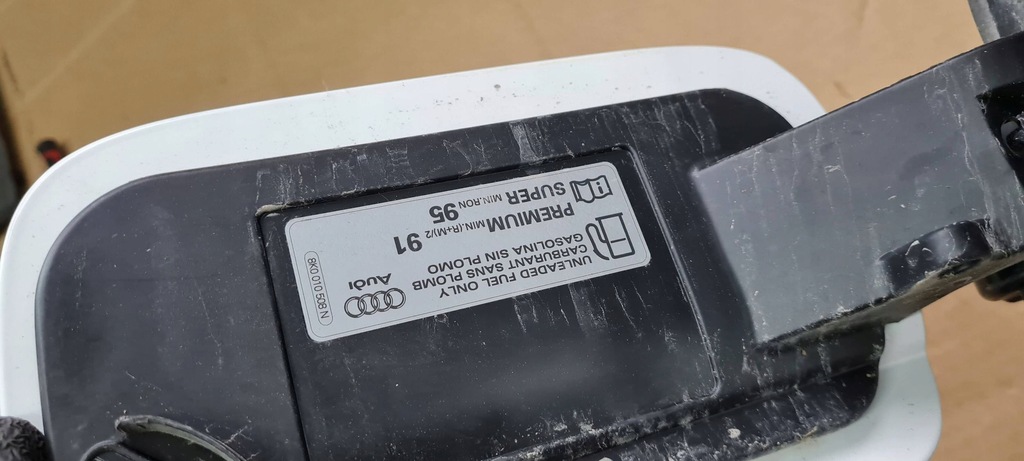 UNLEADED FUEL ONLY
CARBURANT SANS PLOMB
GASOLINA SIN PLOMO
Audi
PREMIUM MIN.(R+M)/2 91
SUPER MIN.RON 95
8K0 010 508 N